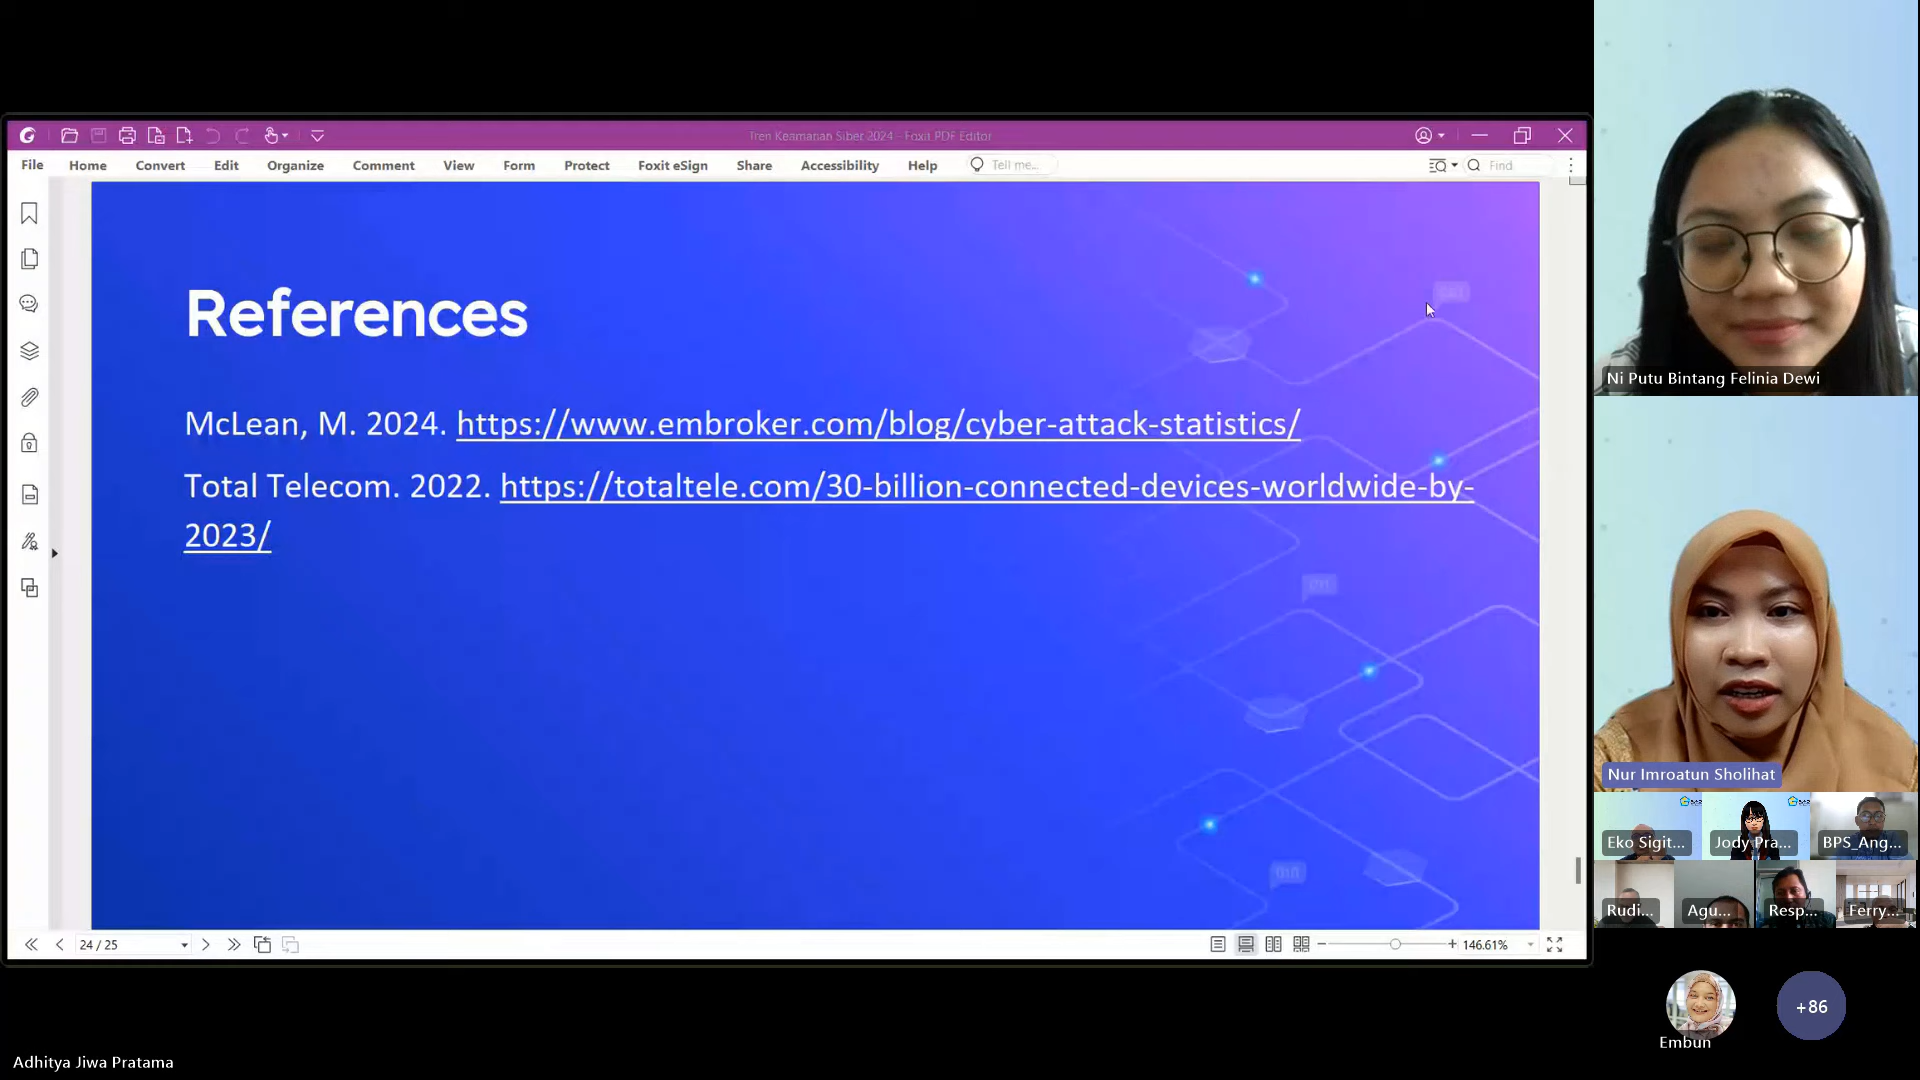 Tren Keamanan Siber 2024 - Foxit PDF Editor
File Home Convert Edit Organize Comment View Form Protect Foxit eSign Share Accessibility Help Tell me... Find
References
McLean, M. 2024. https://www.embroker.com/blog/cyber-attack-statistics/
Total Telecom. 2022. https://totaltele.com/30-billion-connected-devices-worldwide-by-
2023/
010
24 / 25
146.61%
Ni Putu Bintang Felinia Dewi
Nur Imroatun Sholihat
Eko Sigit... Jody Pra... BPS_Ang...
Rudi... Agu... Resp... Ferry...
Embun
+86
Adhitya Jiwa Pratama